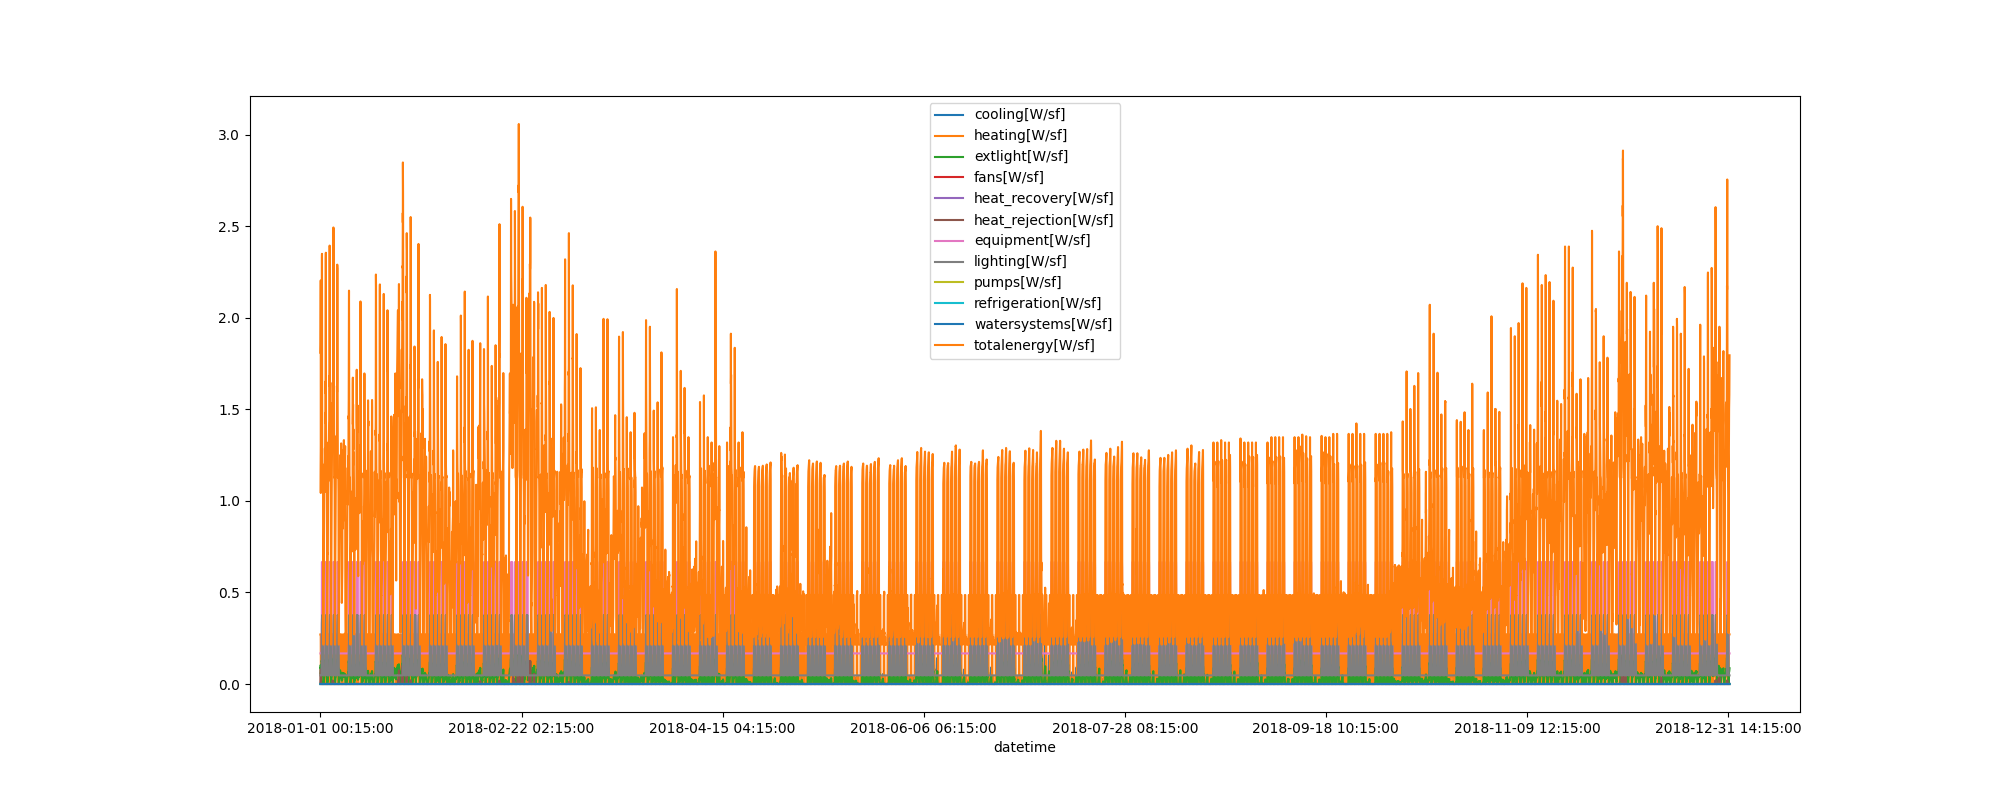 3.0
2.5
2.0
1.5
1.0
0.5
0.0
cooling[W/sf]
heating[W/sf]
extlight[W/sf]
fans[W/sf]
heat_recovery[W/sf]
heat_rejection[W/sf]
equipment[W/sf]
lighting[W/sf]
pumps[W/sf]
refrigeration[W/sf]
watersystems[W/sf]
totalenergy[W/sf]
2018-01-01 00:15:00 2018-02-22 02:15:00 2018-04-15 04:15:00 2018-06-06 06:15:00 2018-07-28 08:15:00 2018-09-18 10:15:00 2018-11-09 12:15:00 2018-12-31 14:15:00
datetime